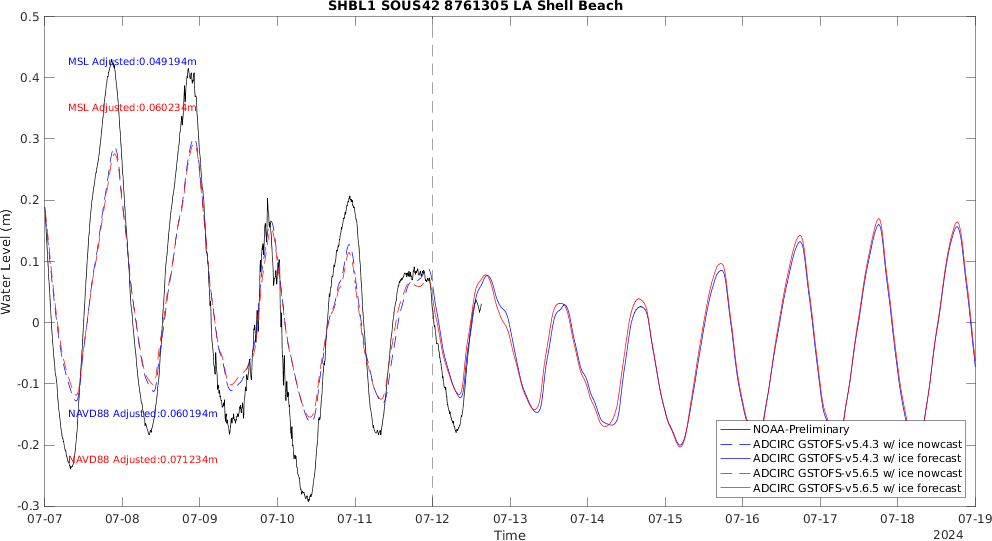 SHBL1 SOUS42 8761305 LA Shell Beach
0.5
0.4
0.3
0.2
0.1
0
-0.1
-0.2
-0.3
Water Level (m)
MSL Adjusted:0.049194m
MSL Adjusted:0.060234m
NAVD88 Adjusted:0.060194m
NAVD88 Adjusted:0.071234m
NOAA-Preliminary
ADCIRC GSTOFS-v5.4.3 w/ ice nowcast
ADCIRC GSTOFS-v5.4.3 w/ ice forecast
ADCIRC GSTOFS-v5.6.5 w/ ice nowcast
ADCIRC GSTOFS-v5.6.5 w/ ice forecast
07-07 07-08 07-09 07-10 07-11 07-12 07-13 07-14 07-15 07-16 07-17 07-18 07-19
Time
2024